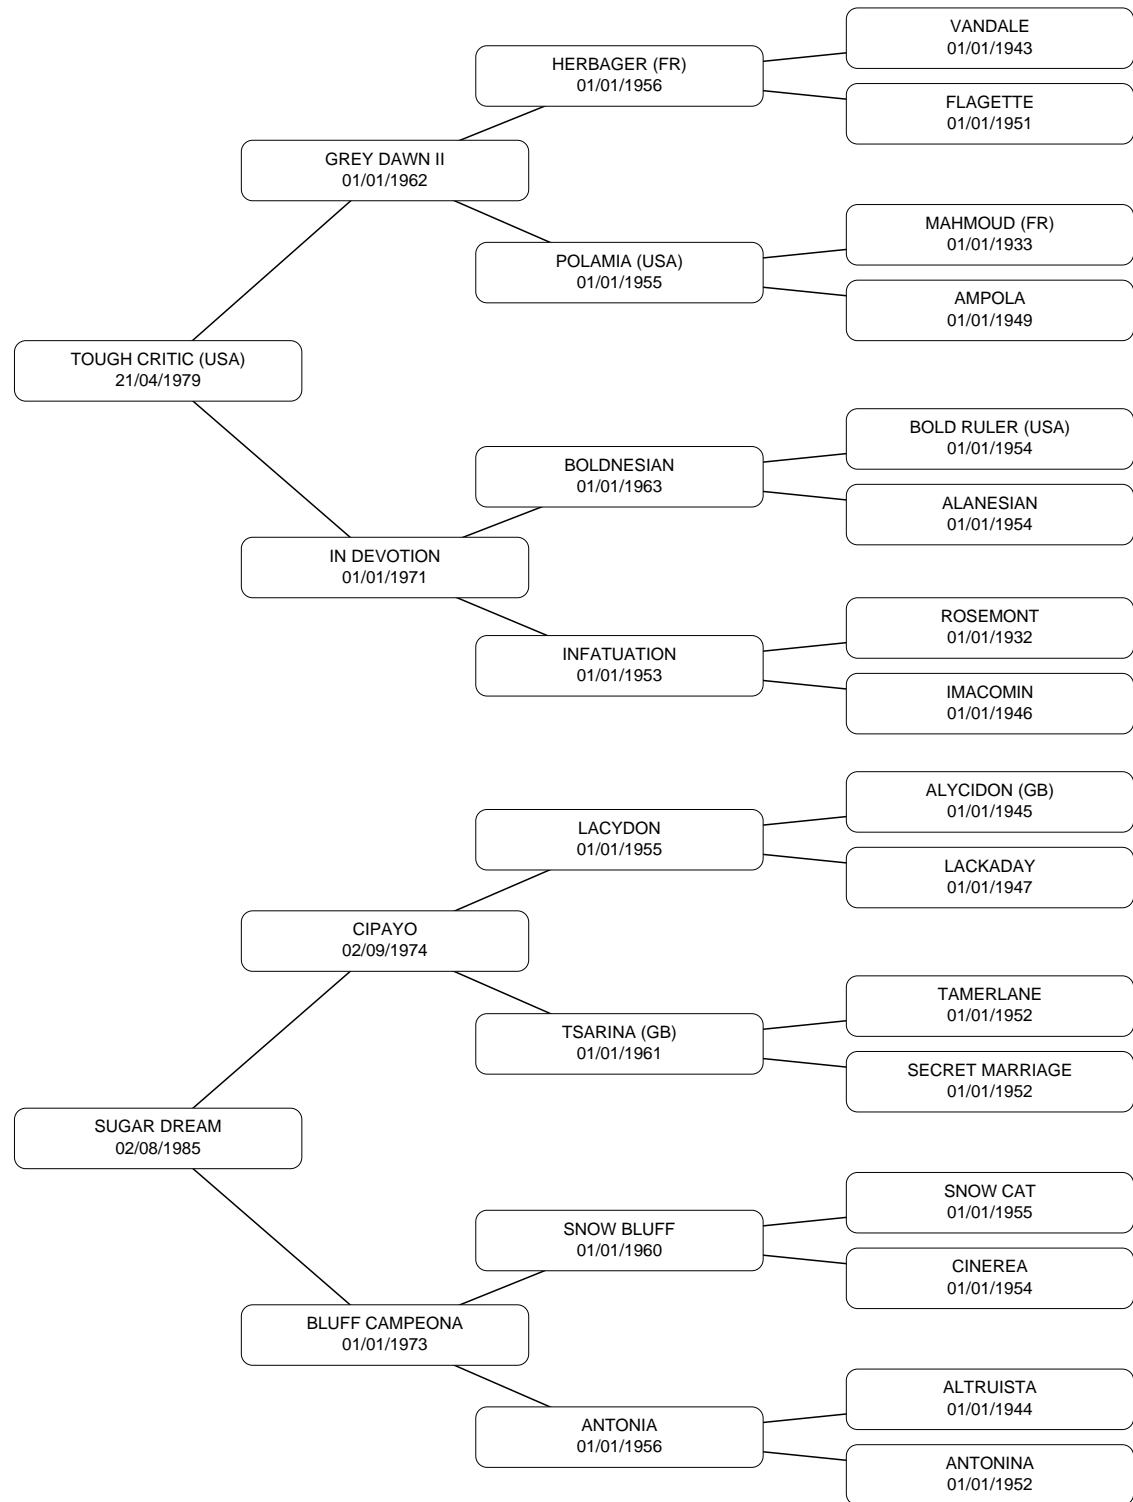 VANDALE
01/01/1943
HERBAGER (FR)
01/01/1956
FLAGETTE
01/01/1951
GREY DAWN II
01/01/1962
MAHMOUD (FR)
01/01/1933
POLAMIA (USA)
01/01/1955
AMPOLA
01/01/1949
TOUGH CRITIC (USA)
21/04/1979
BOLD RULER (USA)
01/01/1954
BOLDNESIAN
01/01/1963
ALANESIAN
01/01/1954
IN DEVOTION
01/01/1971
ROSEMONT
01/01/1932
INFATUATION
01/01/1953
IMACOMIN
01/01/1946
ALYCIDON (GB)
01/01/1945
LACYDON
01/01/1955
LACKADAY
01/01/1947
CIPAYO
02/09/1974
TAMERLANE
01/01/1952
TSARINA (GB)
01/01/1961
SECRET MARRIAGE
01/01/1952
SUGAR DREAM
02/08/1985
SNOW CAT
01/01/1955
SNOW BLUFF
01/01/1960
CINEREA
01/01/1954
BLUFF CAMPEONA
01/01/1973
ALTRUISTA
01/01/1944
ANTONIA
01/01/1956
ANTONINA
01/01/1952